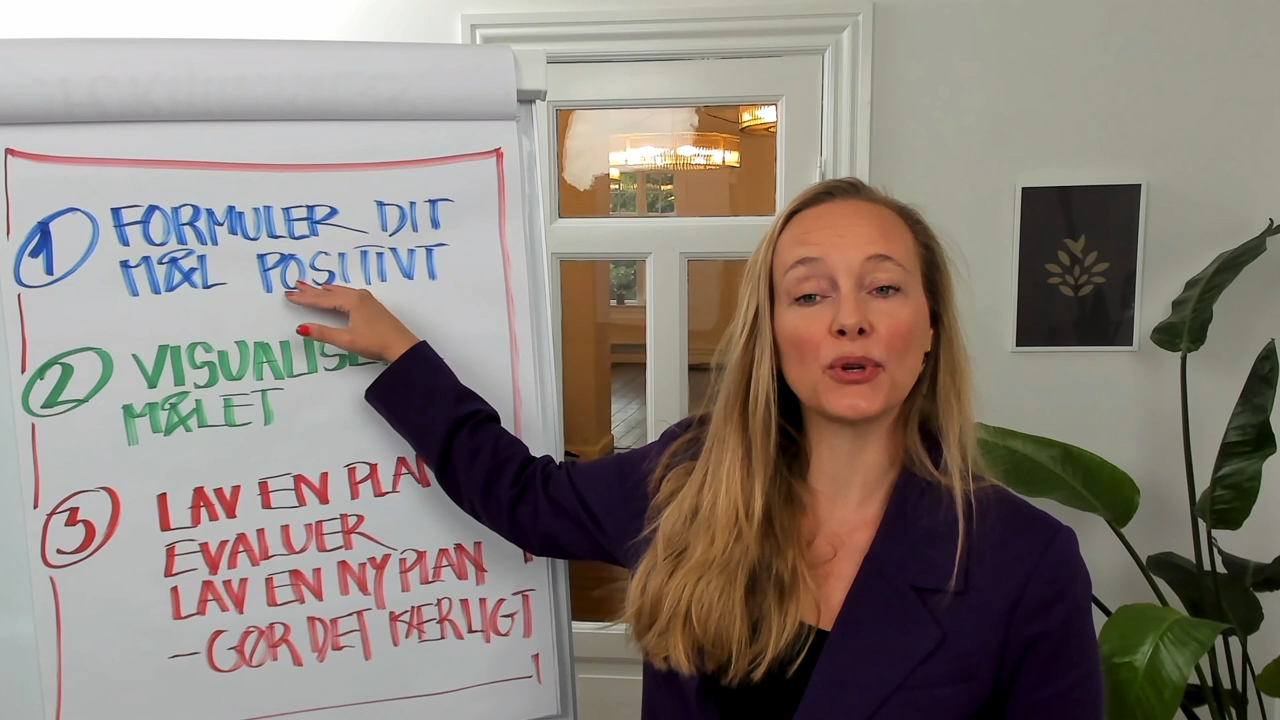 1 FORMULER DIT
MÅL POSITIVT
2 VISUALISER
MÅLET
3 LAV EN PLAN
EVALUER
LAV EN NY PLAN
- GØR DET KÆRLIGT